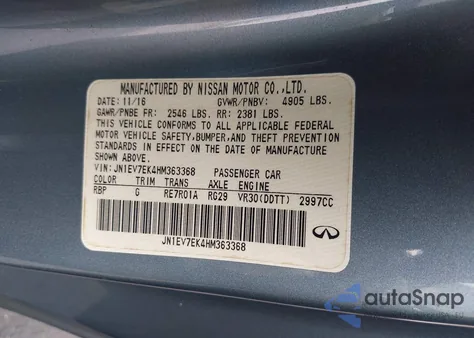 MANUFACTURED BY NISSAN MOTOR CO.,LTD.
DATE: 11/16 GVWR/PNBV: 4905 LBS.
GAWR/PNBE FR: 2546 LBS. RR: 2381 LBS.
THIS VEHICLE CONFORMS TO ALL APPLICABLE FEDERAL
MOTOR VEHICLE SAFETY,BUMPER,AND THEFT PREVENTION
STANDARDS IN EFFECT ON THE DATE OF MANUFACTURE
SHOWN ABOVE.
VIN: JN1EV7EK4HM363368 PASSENGER CAR
COLOR TRIM TRANS AXLE ENGINE
RBP G RE7R01A RG29 VR30(DDTT) 2997CC
JN1EV7EK4HM363368
INFINITI
autoSnap